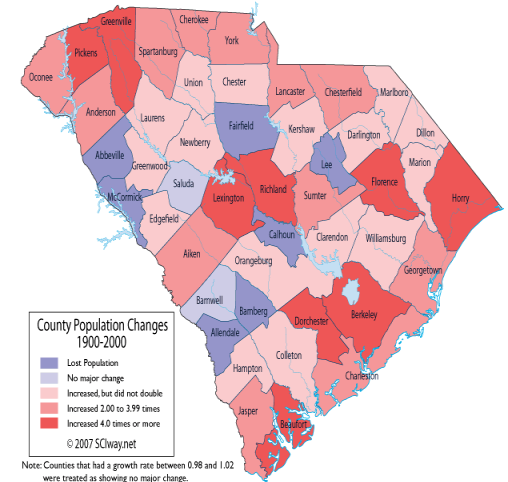 Greenville
Cherokee
Pickens
Spartanburg
York
Oconee
Union
Chester
Lancaster
Chesterfield
Marlboro
Anderson
Laurens
Fairfield
Kershaw
Darlington
Dillon
Newberry
Abbeville
Greenwood
Lee
Marion
Saluda
Florence
McCormick
Lexington
Richland
Sumter
Horry
Edgefield
Calhoun
Clarendon
Williamsburg
Aiken
Orangeburg
Georgetown
Barnwell
Bamberg
Berkeley
Dorchester
Allendale
Colleton
Hampton
Charleston
Jasper
Beaufort
County Population Changes
1900-2000
Lost Population
No major change
Increased, but did not double
Increased 2.00 to 3.99 times
Increased 4.0 times or more
© 2007 SCIway.net
Note: Counties that had a growth rate between 0.98 and 1.02
were treated as showing no major change.